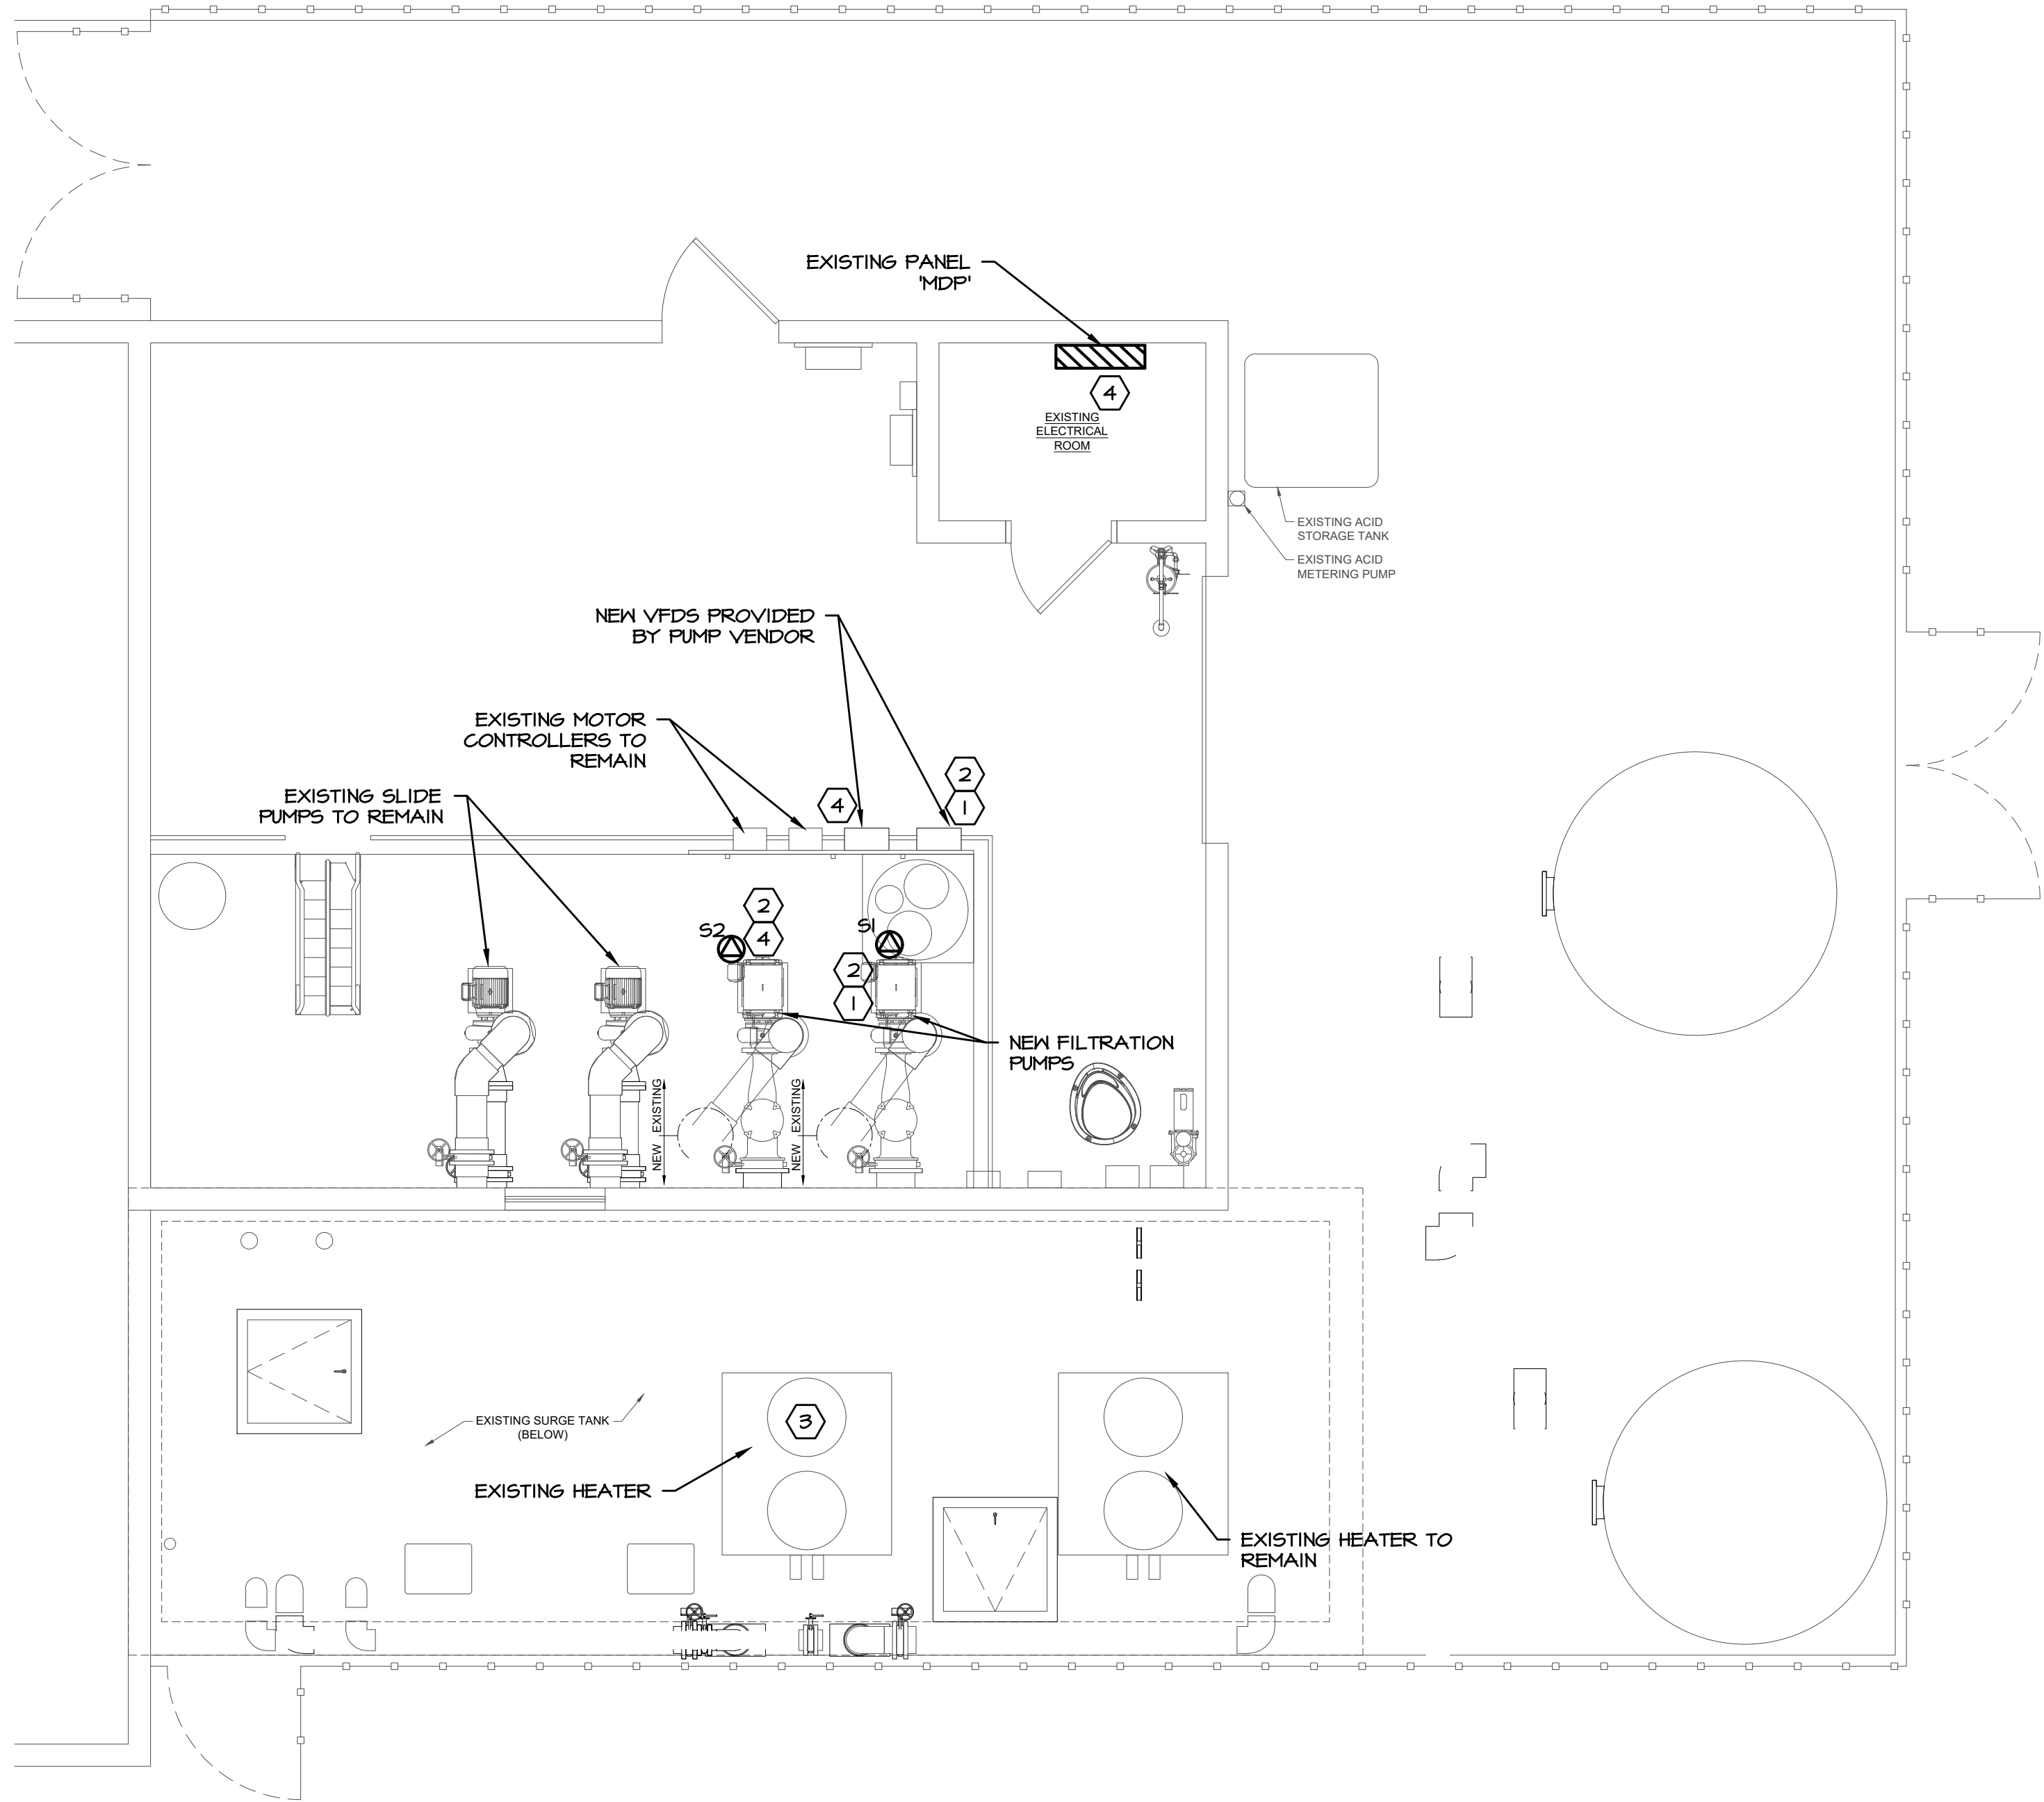 EXISTING PANEL
'MDP'
4
EXISTING
ELECTRICAL
ROOM
EXISTING ACID
STORAGE TANK
EXISTING ACID
METERING PUMP
NEW VFDS PROVIDED
BY PUMP VENDOR
EXISTING MOTOR
CONTROLLERS TO
REMAIN
2
4
1
EXISTING SLIDE
PUMPS TO REMAIN
2
S2
S1
4
2
1
NEW FILTRATION
PUMPS
NEW EXISTING
NEW EXISTING
3
EXISTING SURGE TANK
(BELOW)
EXISTING HEATER
EXISTING HEATER TO
REMAIN